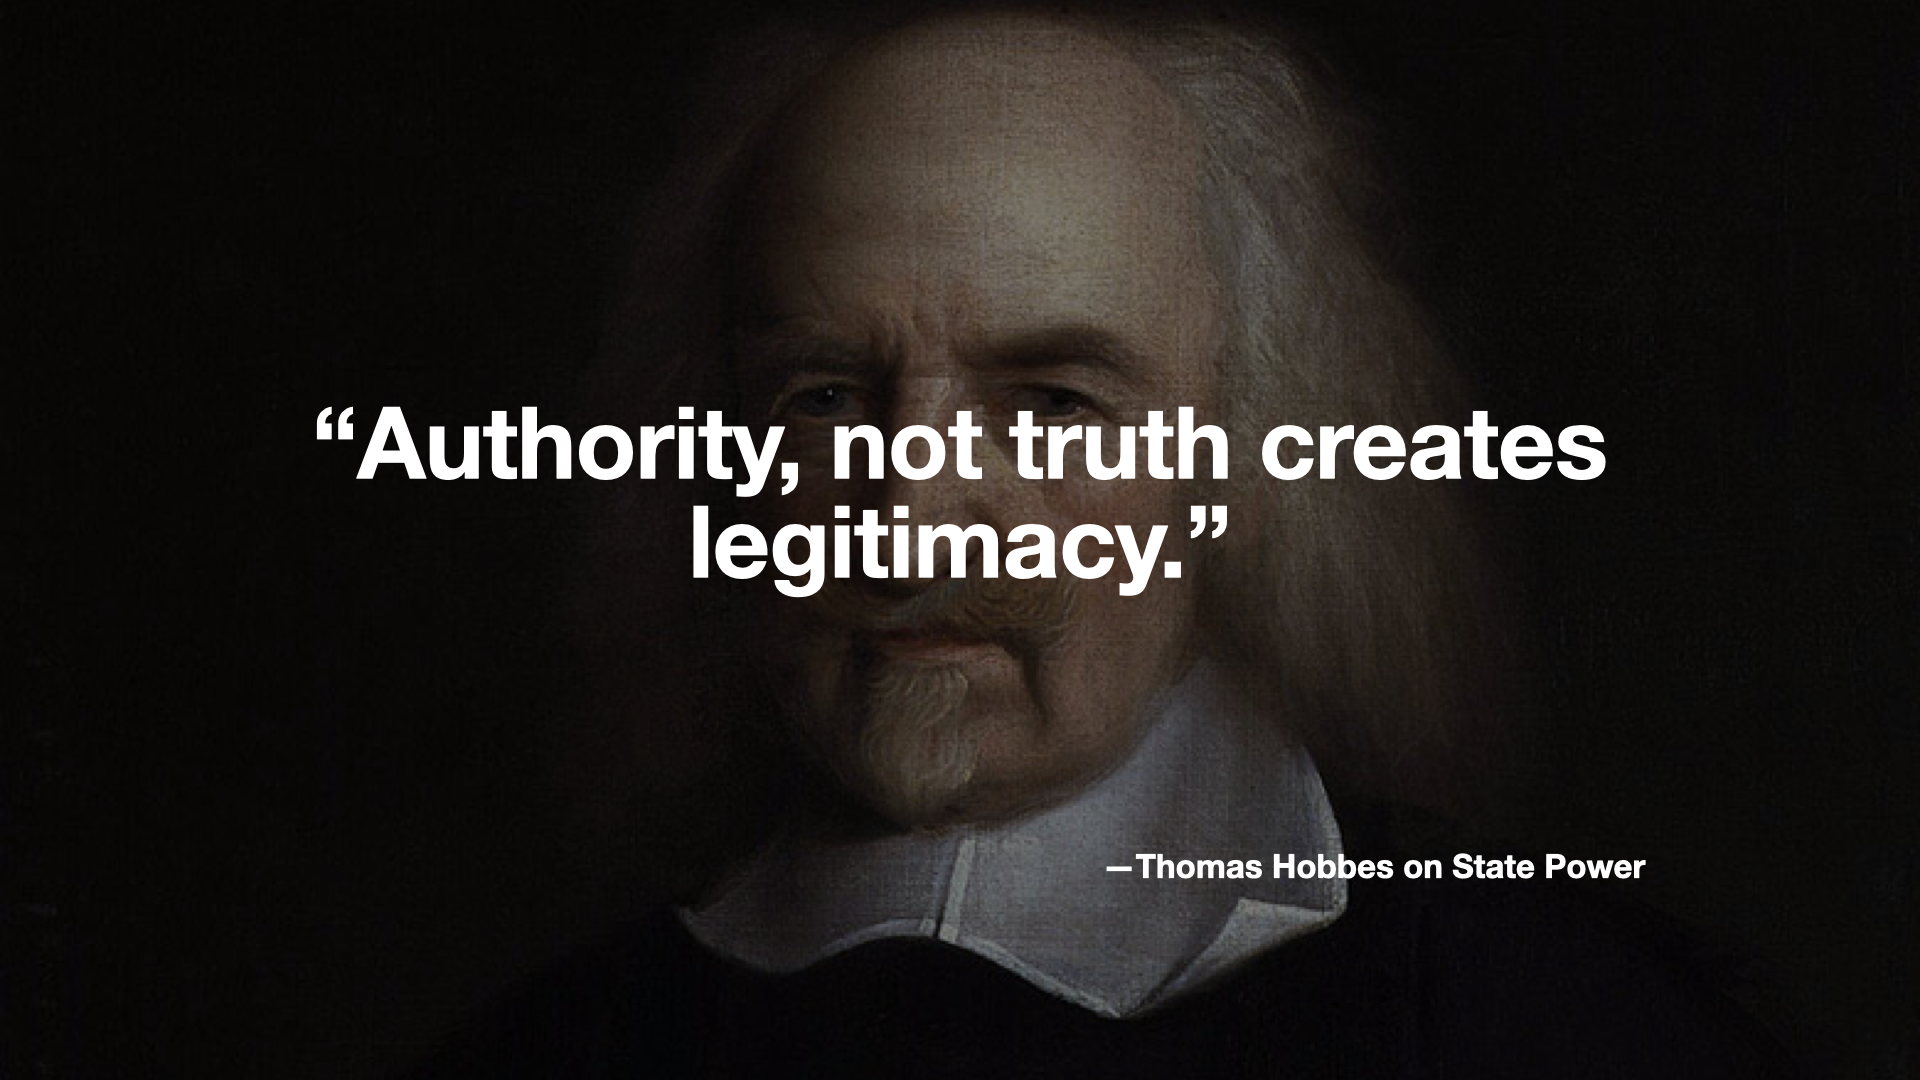 “Authority, not truth creates
legitimacy.”
—Thomas Hobbes on State Power